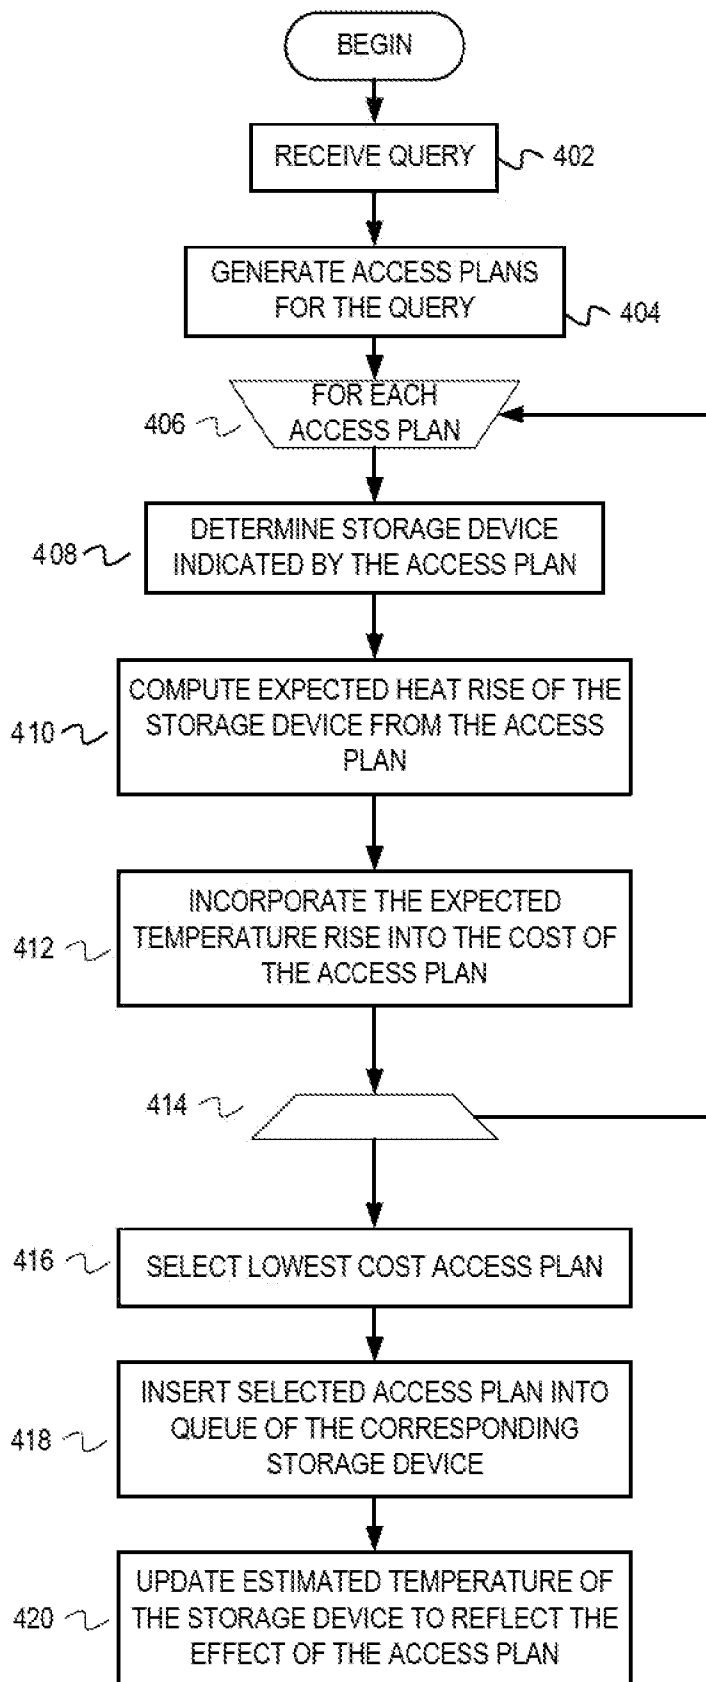 BEGIN
RECEIVE QUERY
402
GENERATE ACCESS PLANS
FOR THE QUERY
404
FOR EACH
ACCESS PLAN
406
DETERMINE STORAGE DEVICE
INDICATED BY THE ACCESS PLAN
408
COMPUTE EXPECTED HEAT RISE OF THE
STORAGE DEVICE FROM THE ACCESS
PLAN
410
INCORPORATE THE EXPECTED
TEMPERATURE RISE INTO THE COST OF
THE ACCESS PLAN
412
414
SELECT LOWEST COST ACCESS PLAN
416
INSERT SELECTED ACCESS PLAN INTO
QUEUE OF THE CORRESPONDING
STORAGE DEVICE
418
UPDATE ESTIMATED TEMPERATURE OF
THE STORAGE DEVICE TO REFLECT THE
EFFECT OF THE ACCESS PLAN
420